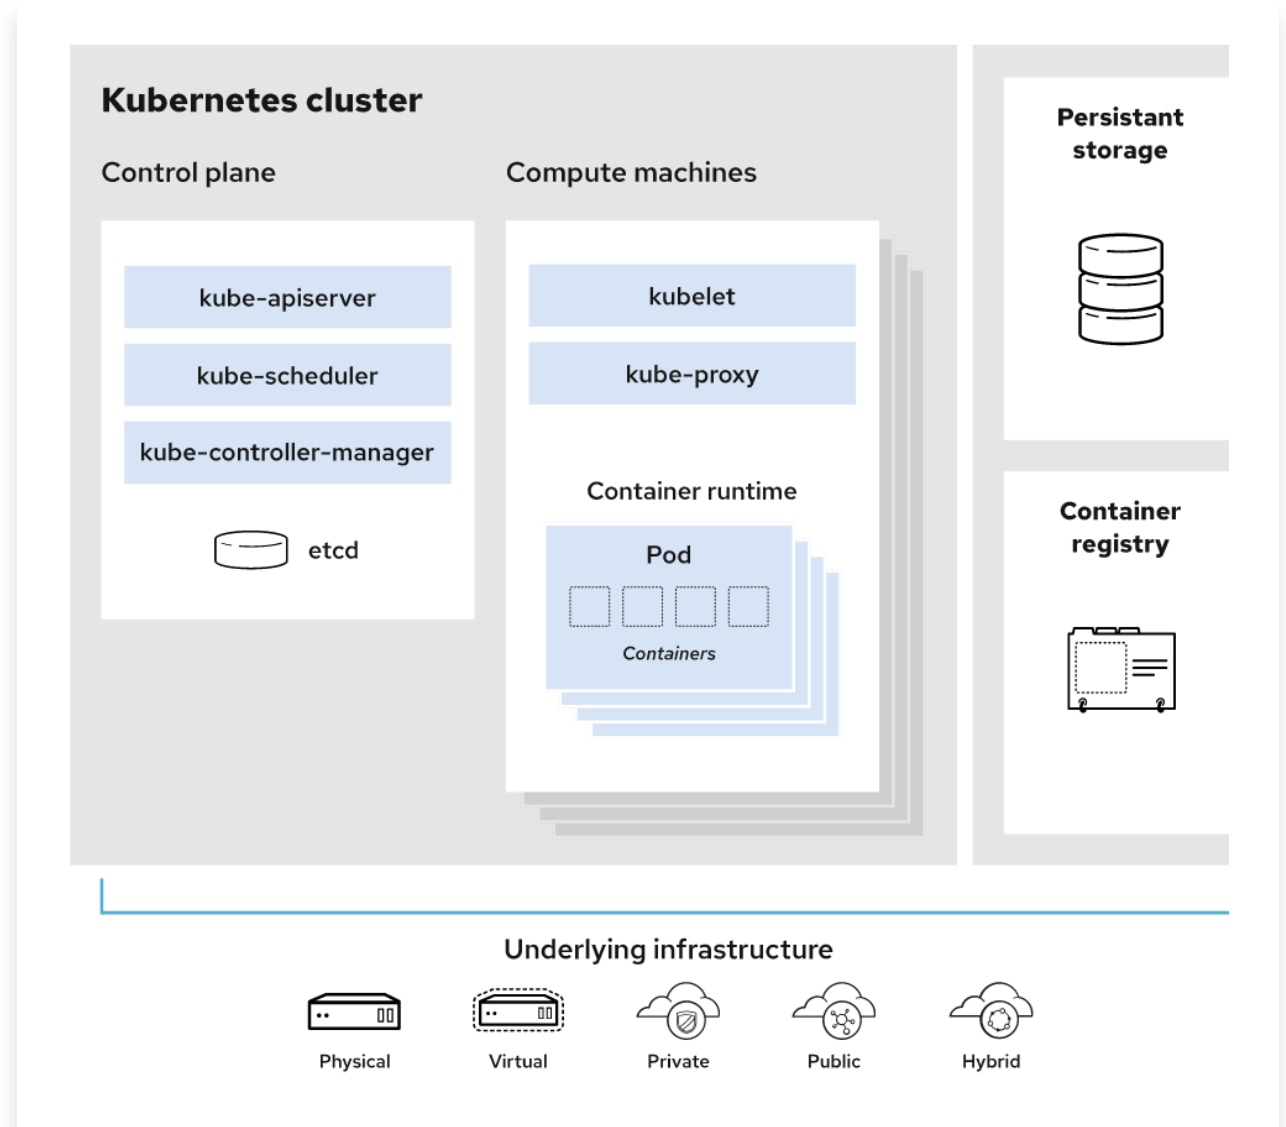 Kubernetes cluster
Control plane
kube-apiserver
kube-scheduler
kube-controller-manager
etcd
Compute machines
kubelet
kube-proxy
Container runtime
Pod
Containers
Persistant
storage
Container
registry
Underlying infrastructure
Physical
Virtual
Private
Public
Hybrid